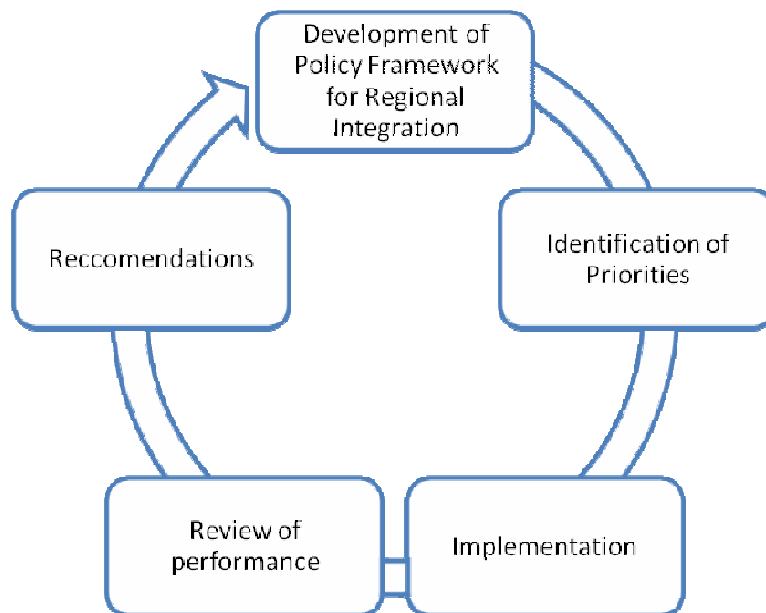 Development of
Policy Framework
for Regional
Integration
Identification of
Priorities
Implementation
Review of
performance
Reccomendations